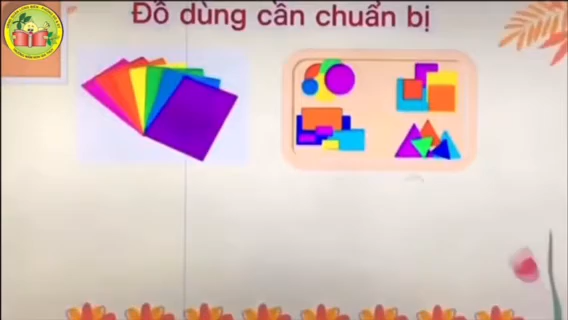 Đồ dùng cần chuẩn bị